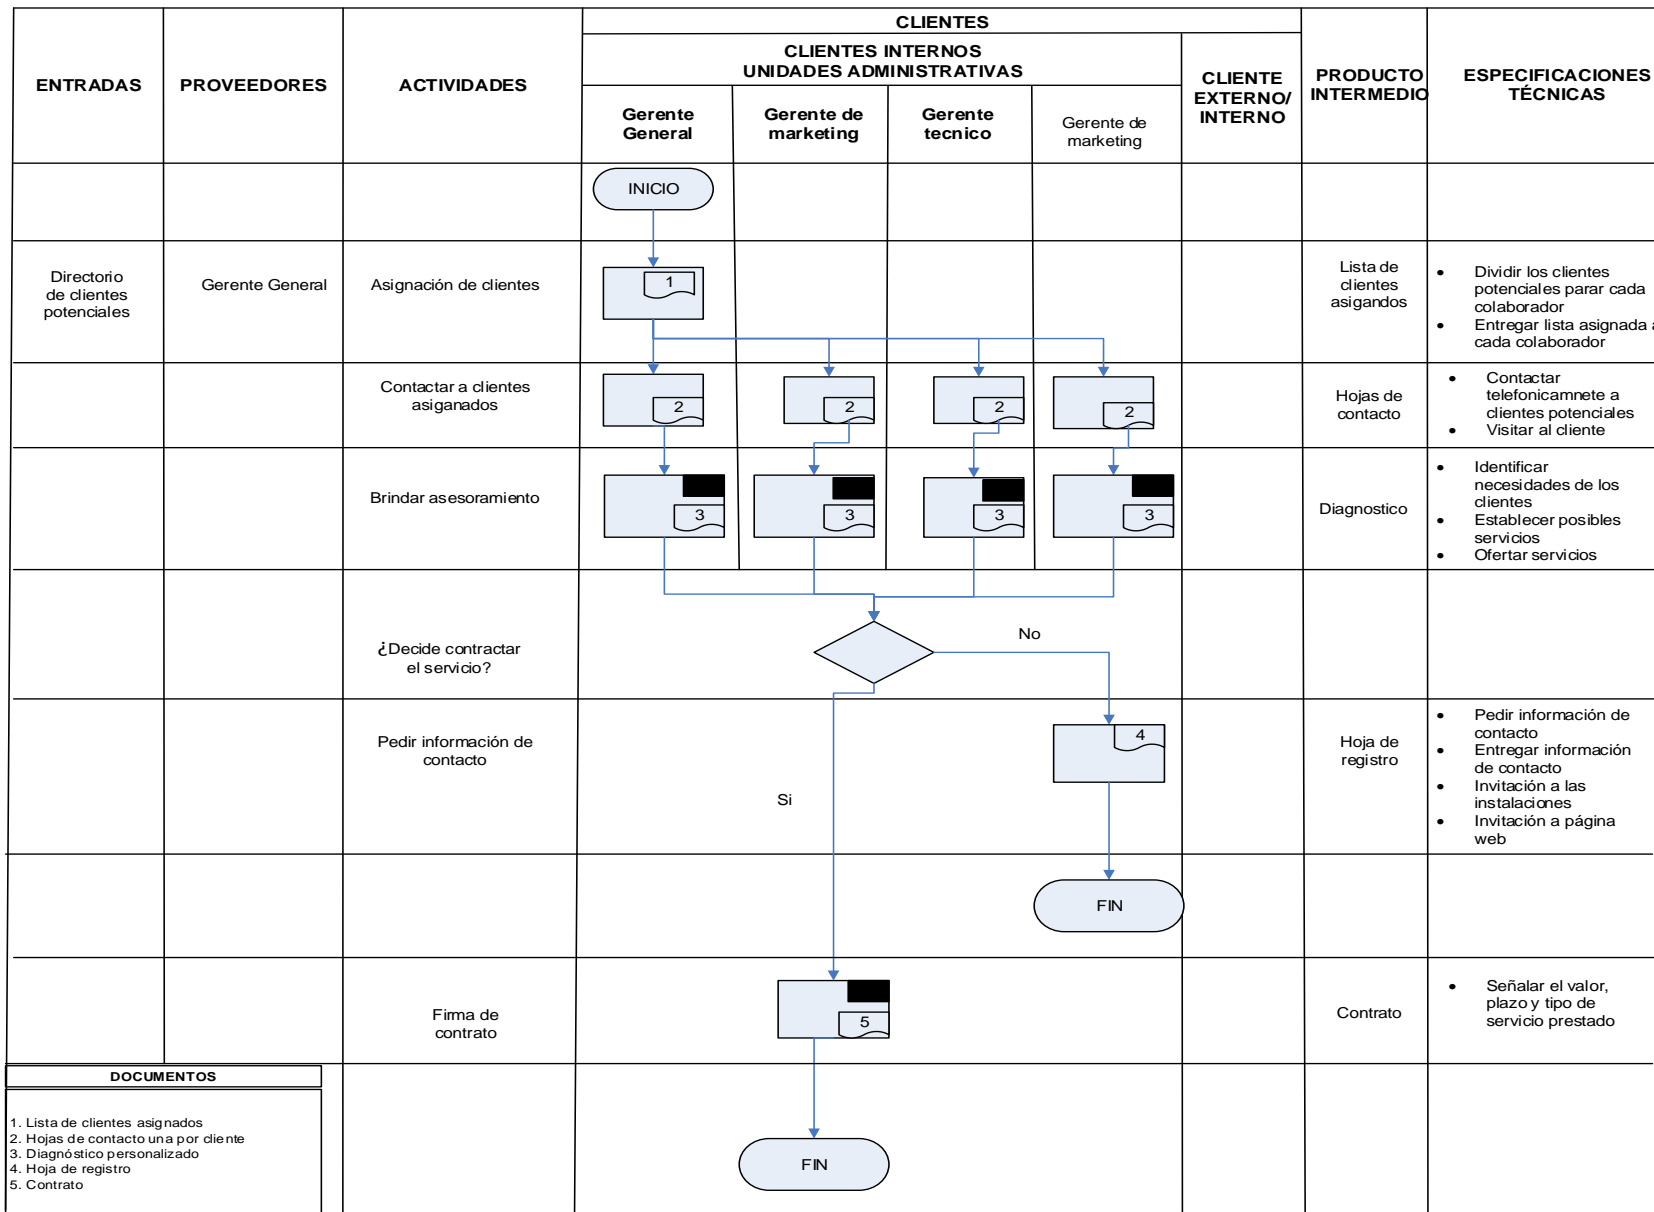 CLIENTES
CLIENTES INTERNOS
UNIDADES ADMINISTRATIVAS
ENTRADAS
PROVEEDORES
ACTIVIDADES
CLIENTE
EXTERNO/
INTERNO
PRODUCTO
INTERMEDIO
ESPECIFICACIONES
TÉCNICAS
Gerente
General
Gerente de
marketing
Gerente
tecnico
Gerente de
marketing
INICIO
Directorio
de clientes
potenciales
Gerente General
Asignación de clientes
1
Lista de
clientes
asigandos
• Dividir los clientes
potenciales parar cada
colaborador
• Entregar lista asignada a
cada colaborador
Contactar a clientes
asiganados
2
2
2
2
Hojas de
contacto
• Contactar
telefonicamnete a
clientes potenciales
• Visitar al cliente
Brindar asesoramiento
3
3
3
3
Diagnostico
• Identificar
necesidades de los
clientes
• Establecer posibles
servicios
• Ofertar servicios
¿Decide contractar
el servicio?
No
Pedir información de
contacto
Si
4
Hoja de
registro
• Pedir información de
contacto
• Entregar información
de contacto
• Invitación a las
instalaciones
• Invitación a página
web
FIN
Firma de
contrato
5
Contrato
• Señalar el valor,
plazo y tipo de
servicio prestado
DOCUMENTOS
1. Lista de clientes asignados
2. Hojas de contacto una por cliente
3. Diagnóstico personalizado
4. Hoja de registro
5. Contrato
FIN